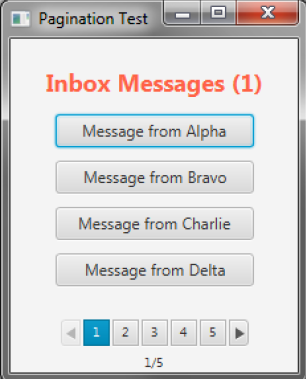 Pagination Test
Inbox Messages (1)
Message from Alpha
Message from Bravo
Message from Charlie
Message from Delta
1 2 3 4 5
1/5